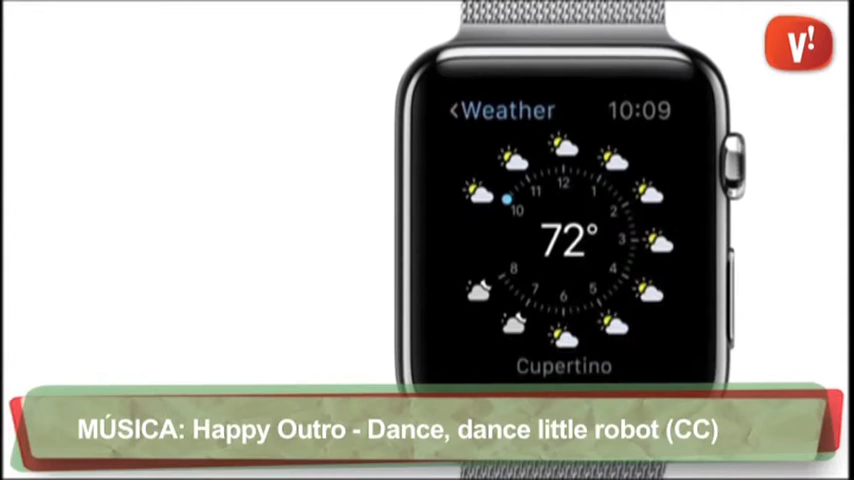 V!
<Weather 10:09
12
11 1
10 2
72° 3
8 4
7 5
6
Cupertino
MÚSICA: Happy Outro - Dance, dance little robot (CC)